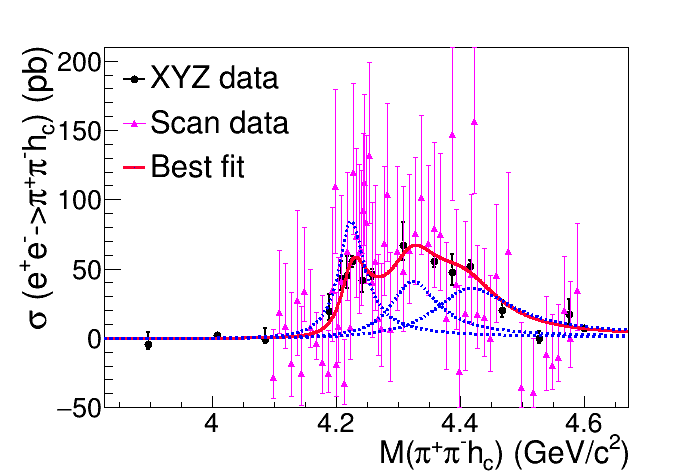 σ (e⁺e⁻->π⁺π⁻h_c) (pb)
200
150
100
50
0
−50
XYZ data
Scan data
Best fit
4
4.2
4.4
4.6
M(π⁺π⁻h_c) (GeV/c²)